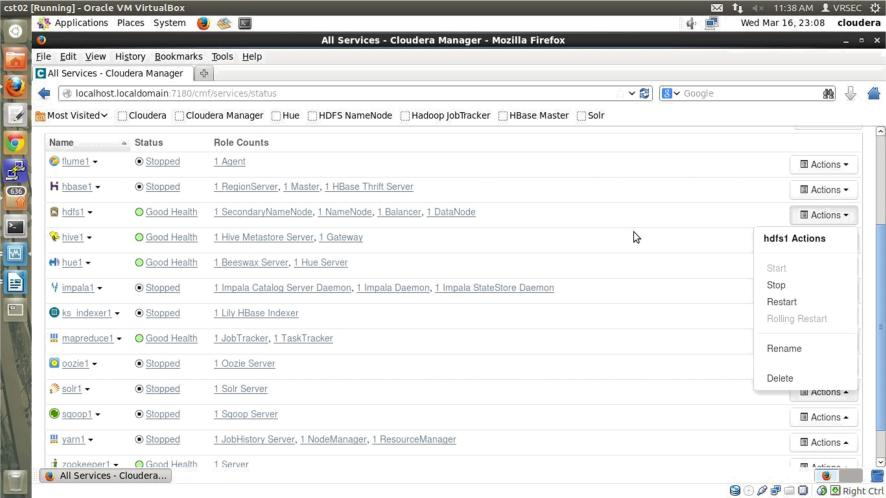 cst02 [Running] - Oracle VM VirtualBox 11:38 AM VRSEC
Applications Places System Wed Mar 16, 23:08 cloudera
All Services - Cloudera Manager - Mozilla Firefox
File Edit View History Bookmarks Tools Help
All Services - Cloudera Manager
localhost.localdomain:7180/cmf/services/status Google
Most Visited Cloudera Cloudera Manager Hue HDFS NameNode Hadoop JobTracker HBase Master Solr
Name Status Role Counts
flume1 Stopped 1 Agent Actions
hbase1 Stopped 1 RegionServer, 1 Master, 1 HBase Thrift Server Actions
hdfs1 Good Health 1 SecondaryNameNode, 1 NameNode, 1 Balancer, 1 DataNode Actions
hive1 Good Health 1 Hive Metastore Server, 1 Gateway
hdfs1 Actions
hue1 Good Health 1 Beeswax Server, 1 Hue Server
Start
impala1 Stopped 1 Impala Catalog Server Daemon, 1 Impala Daemon, 1 Impala StateStore Daemon
Stop
Restart
ks_indexer1 Stopped 1 Lily HBase Indexer
Rolling Restart
mapreduce1 Good Health 1 JobTracker, 1 TaskTracker
Rename
oozie1 Stopped 1 Oozie Server
Delete
solr1 Stopped 1 Solr Server Actions
sqoop1 Stopped 1 Sqoop Server Actions
yarn1 Stopped 1 JobHistory Server, 1 NodeManager, 1 ResourceManager Actions
zookeeper1 Good Health 1 Server Actions
All Services - Cloudera...
Right Ctrl
636